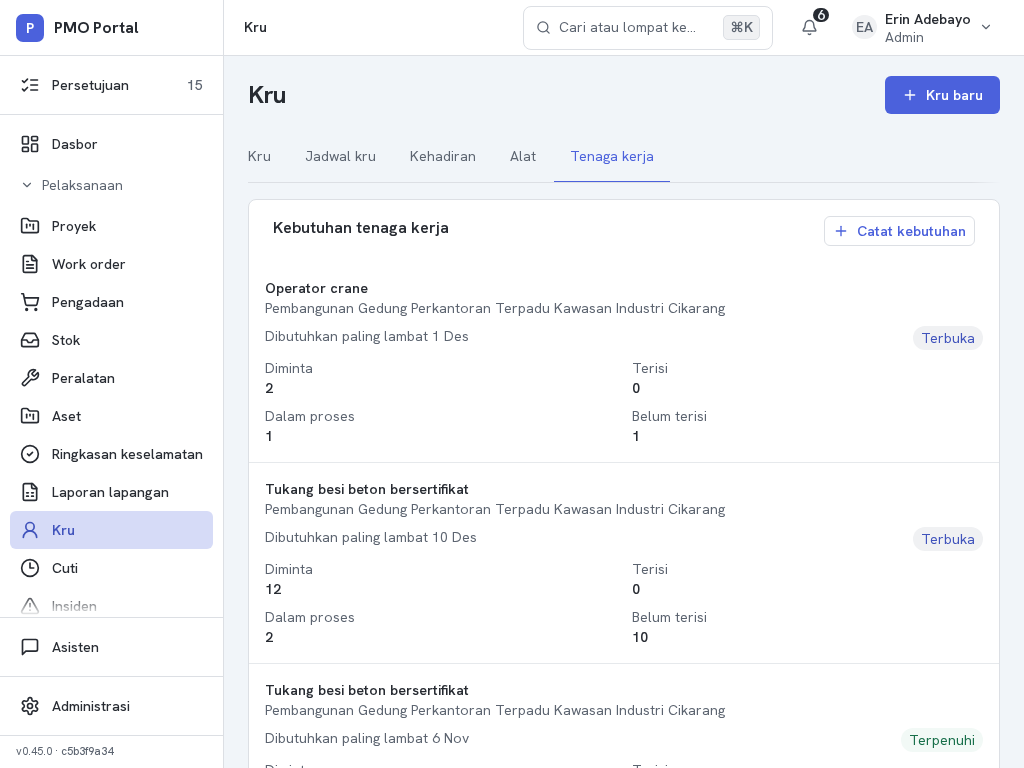 P PMO Portal
Kru
Cari atau lompat ke...
⌘K
6
EA
Erin Adebayo
Admin
Persetujuan 15
Dasbor
Pelaksanaan
Proyek
Work order
Pengadaan
Stok
Peralatan
Aset
Ringkasan keselamatan
Laporan lapangan
Kru
Cuti
Insiden
Asisten
Administrasi
v0.45.0 · c5b3f9a34
Kru
Kru baru
Kru Jadwal kru Kehadiran Alat Tenaga kerja
Kebutuhan tenaga kerja
Catat kebutuhan
Operator crane
Pembangunan Gedung Perkantoran Terpadu Kawasan Industri Cikarang
Dibutuhkan paling lambat 1 Des
Terbuka
Diminta Terisi
2 0
Dalam proses Belum terisi
1 1
Tukang besi beton bersertifikat
Pembangunan Gedung Perkantoran Terpadu Kawasan Industri Cikarang
Dibutuhkan paling lambat 10 Des
Terbuka
Diminta Terisi
12 0
Dalam proses Belum terisi
2 10
Tukang besi beton bersertifikat
Pembangunan Gedung Perkantoran Terpadu Kawasan Industri Cikarang
Dibutuhkan paling lambat 6 Nov
Terpenuhi